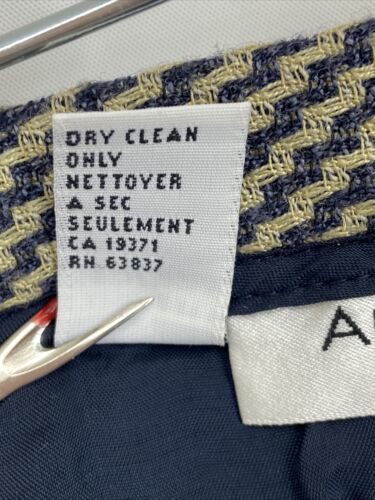 DRY CLEAN
ONLY
NETTOYER
A SEC
SEULEMENT
CA 19371
RN 63837